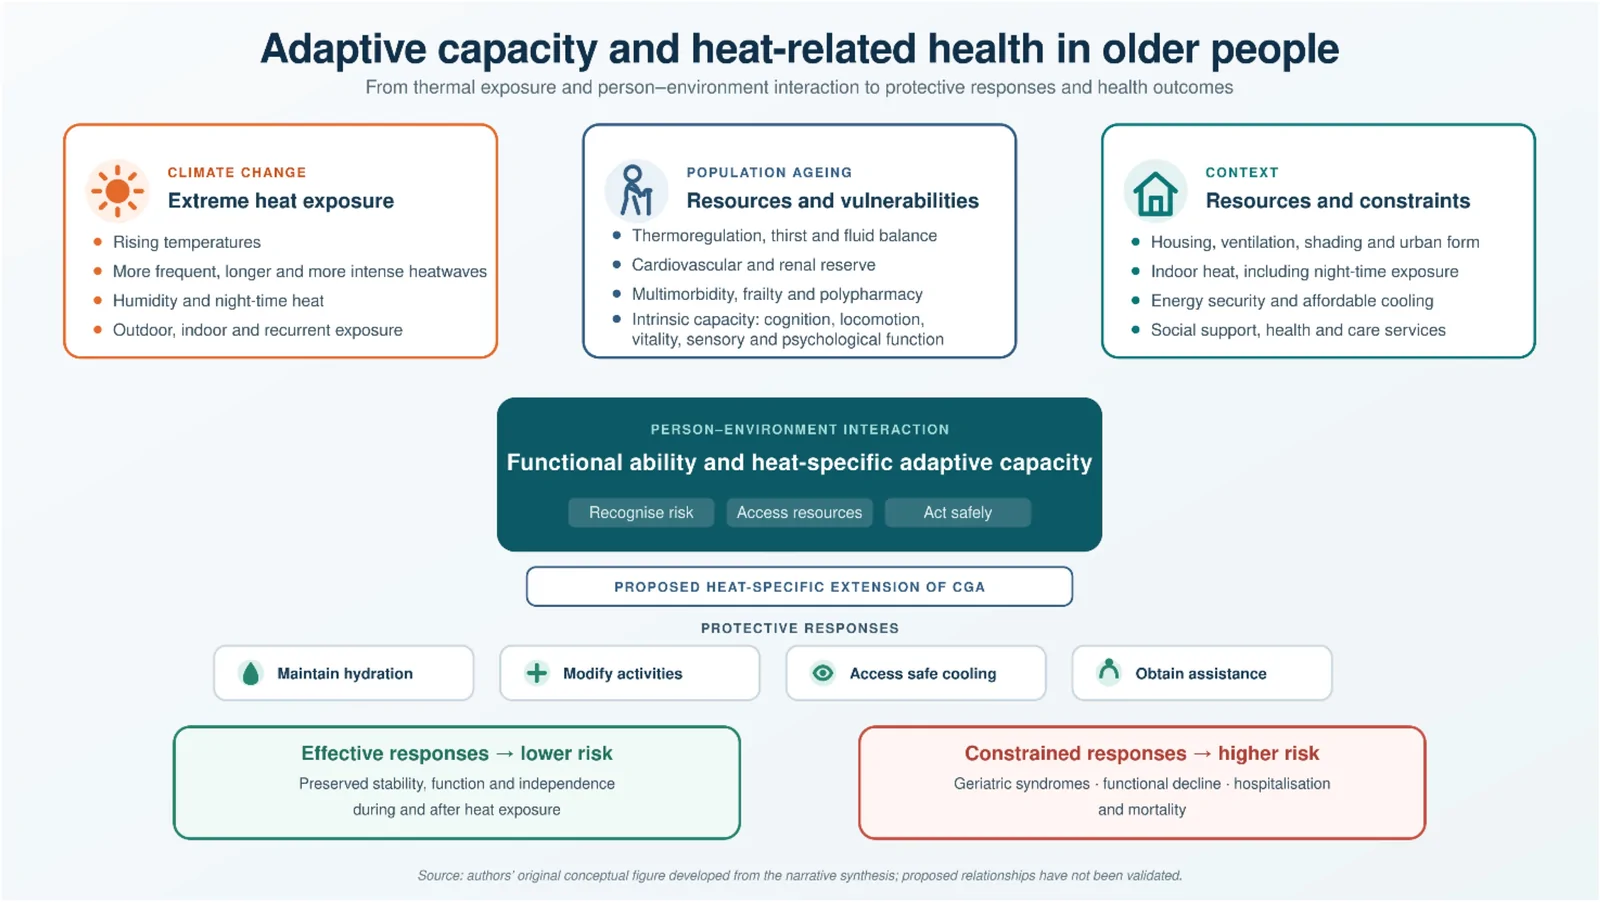 Adaptive capacity and heat-related health in older people
From thermal exposure and person–environment interaction to protective responses and health outcomes
CLIMATE CHANGE
Extreme heat exposure
• Rising temperatures
• More frequent, longer and more intense heatwaves
• Humidity and night-time heat
• Outdoor, indoor and recurrent exposure
POPULATION AGEING
Resources and vulnerabilities
• Thermoregulation, thirst and fluid balance
• Cardiovascular and renal reserve
• Multimorbidity, frailty and polypharmacy
• Intrinsic capacity: cognition, locomotion,
vitality, sensory and psychological function
CONTEXT
Resources and constraints
• Housing, ventilation, shading and urban form
• Indoor heat, including night-time exposure
• Energy security and affordable cooling
• Social support, health and care services
PERSON–ENVIRONMENT INTERACTION
Functional ability and heat-specific adaptive capacity
Recognise risk
Access resources
Act safely
PROPOSED HEAT-SPECIFIC EXTENSION OF CGA
PROTECTIVE RESPONSES
Maintain hydration
Modify activities
Access safe cooling
Obtain assistance
Effective responses → lower risk
Preserved stability, function and independence
during and after heat exposure
Constrained responses → higher risk
Geriatric syndromes · functional decline · hospitalisation
and mortality
Source: authors' original conceptual figure developed from the narrative synthesis; proposed relationships have not been validated.